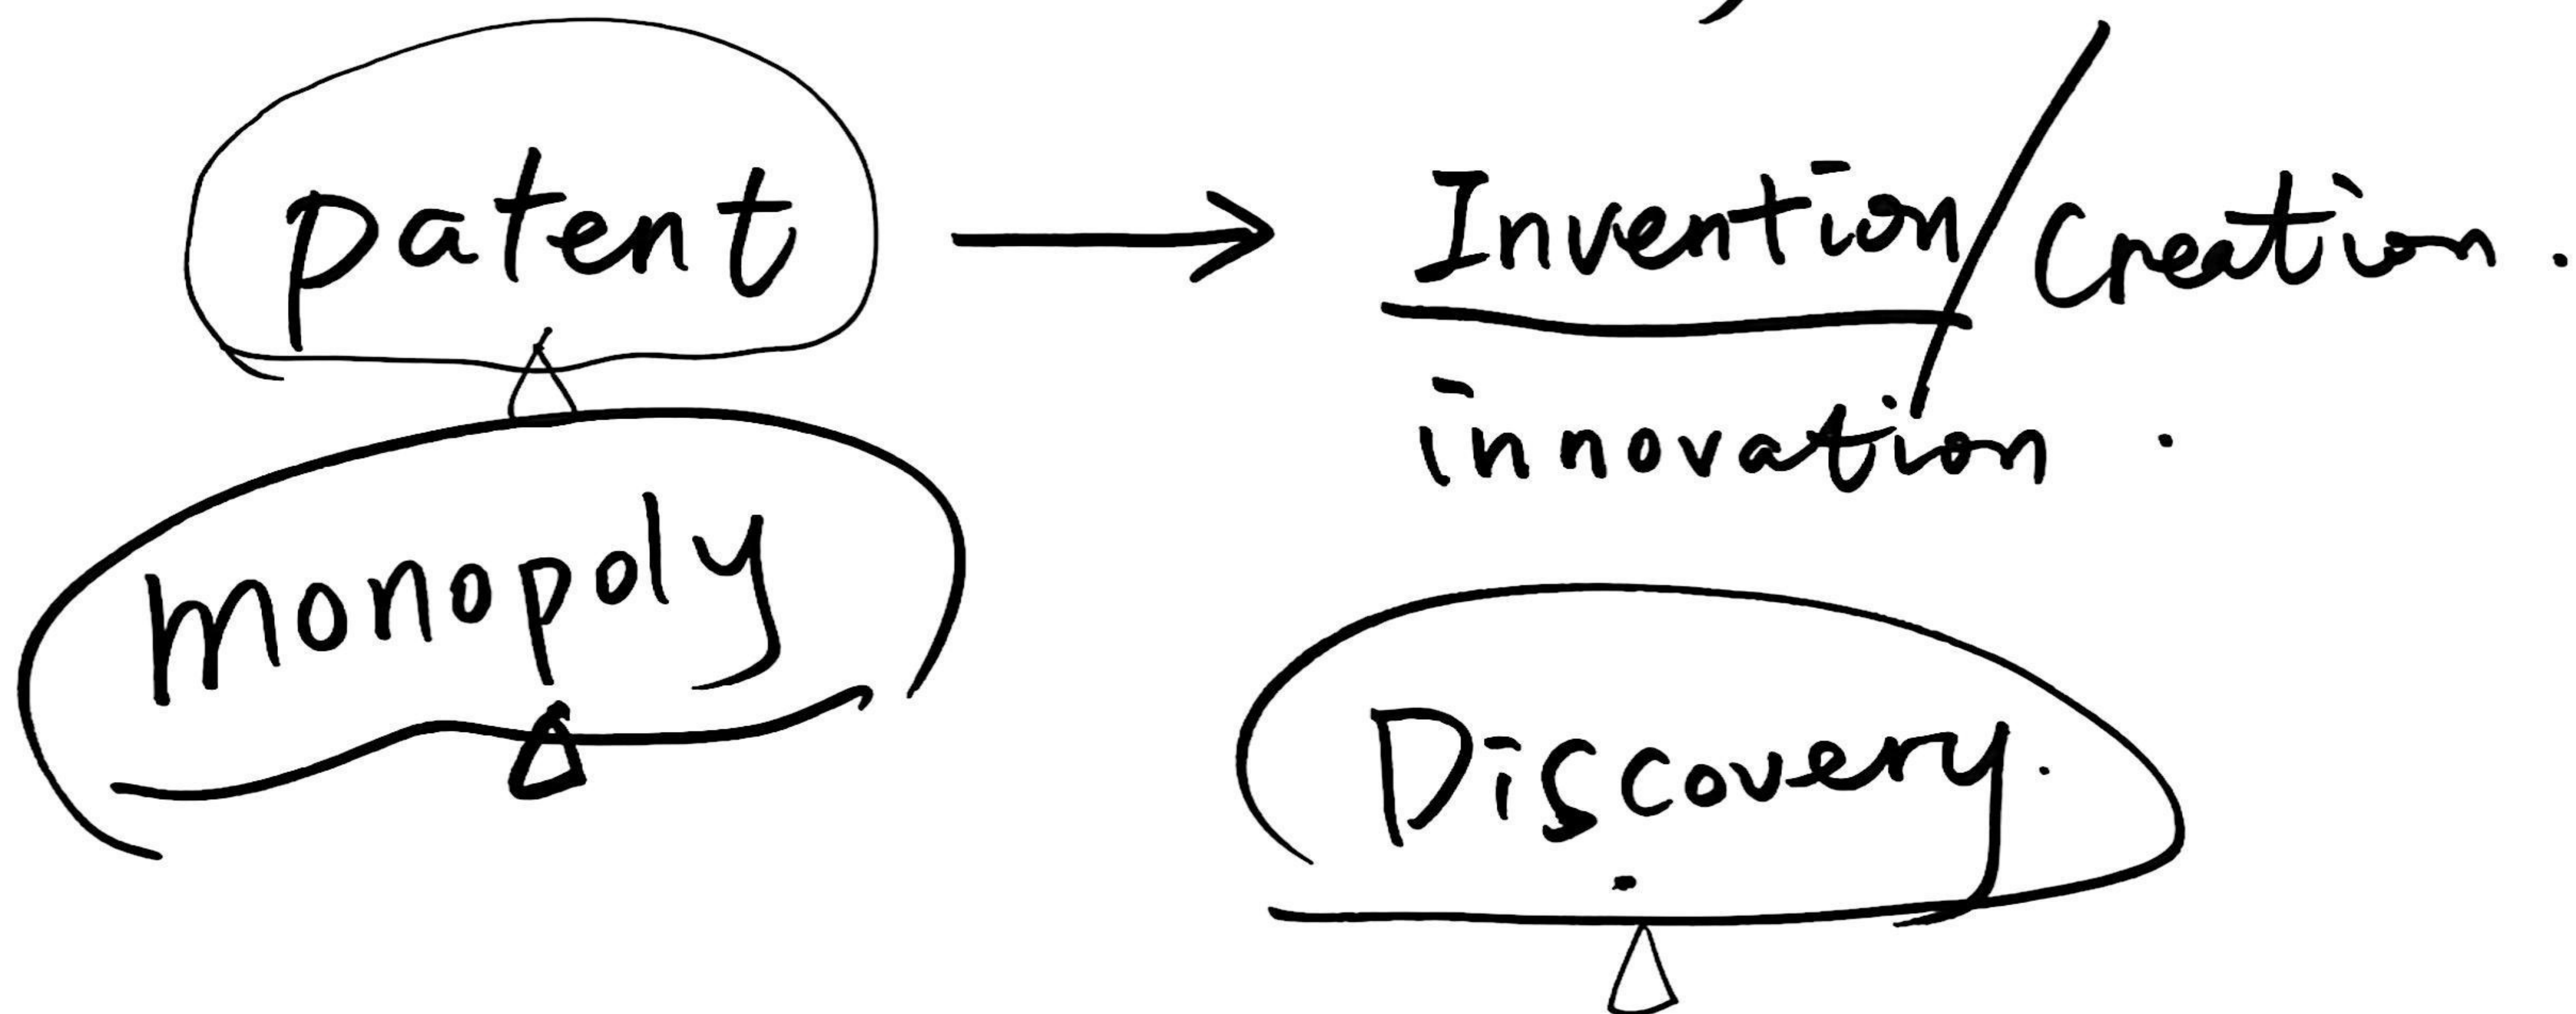 patent → Invention/Creation.
innovation.
monopoly
Discovery.